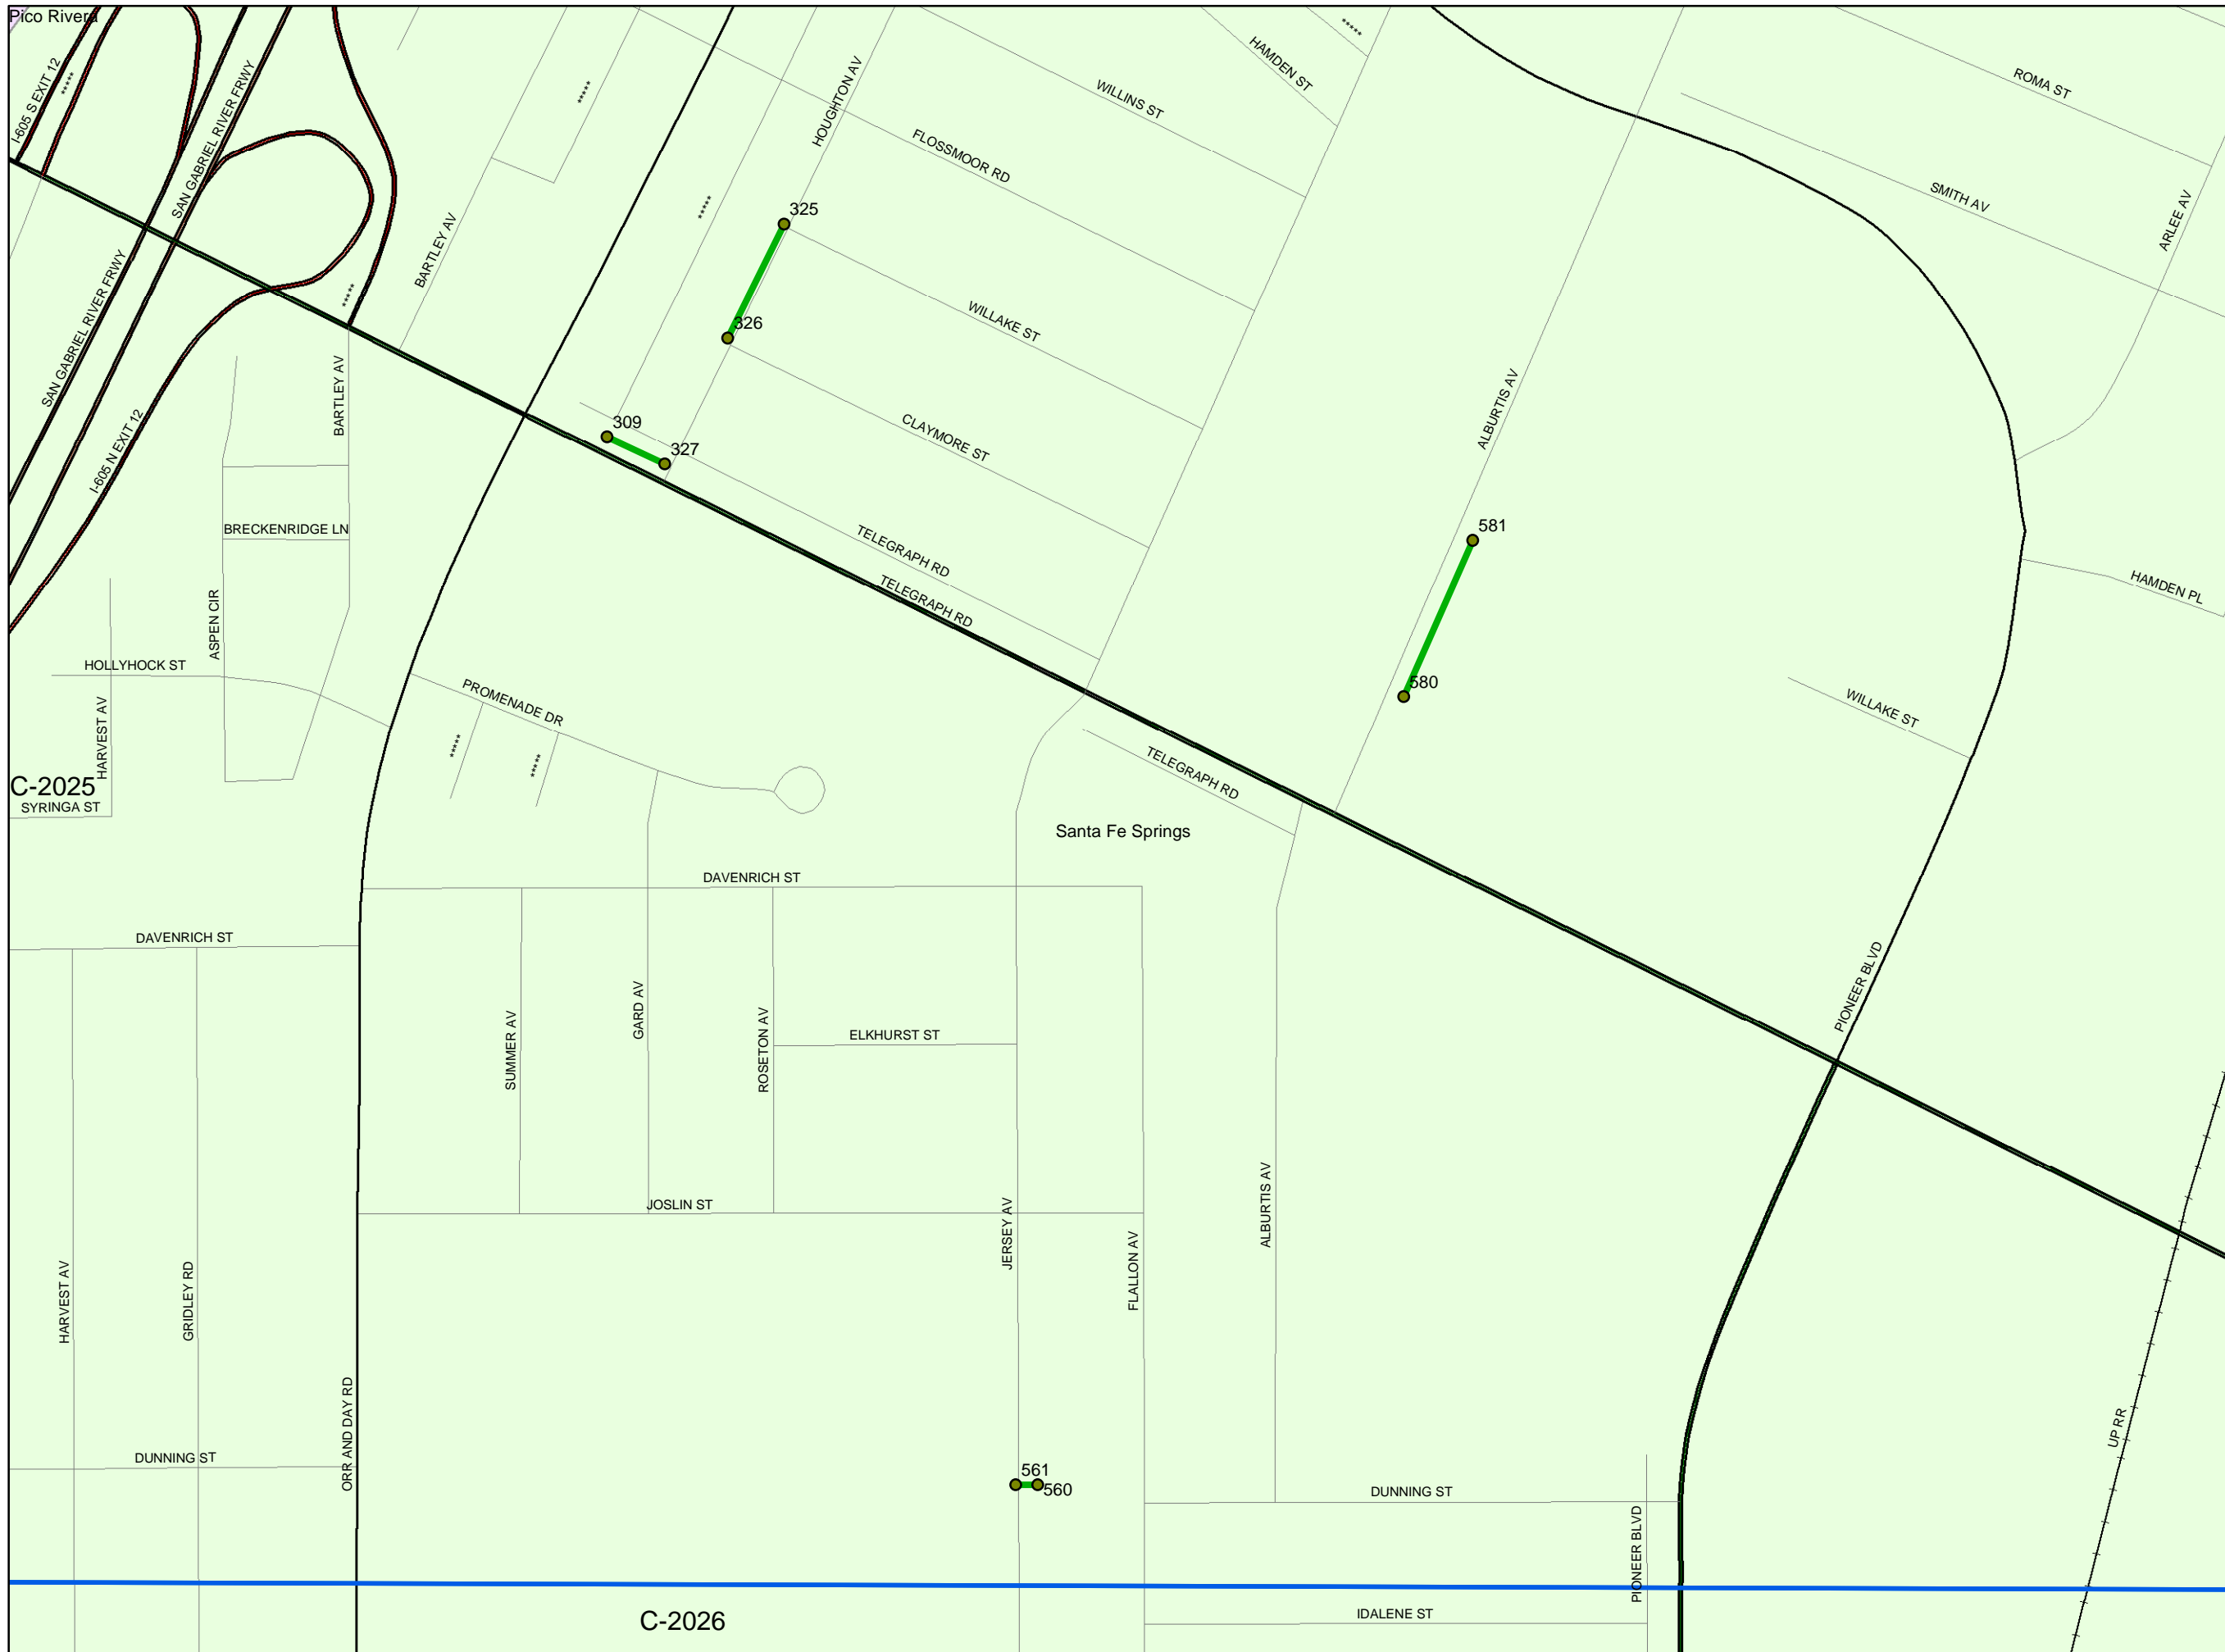 Pico Rivera
I-605 S EXIT 12
*****
SAN GABRIEL RIVER FRWY
*****
HOUGHTON AV
WILLINS ST
HAMDEN ST
*****
ROMA ST
FLOSSMOOR RD
SMITH AV
ARLEE AV
BARTLEY AV
*****
325
SAN GABRIEL RIVER FRWY
*****
326
WILLAKE ST
BARTLEY AV
309
327
CLAYMORE ST
ALBURTIS AV
I-605 N EXIT 12
BRECKENRIDGE LN
TELEGRAPH RD
581
TELEGRAPH RD
HAMDEN PL
ASPEN CIR
HOLLYHOCK ST
PROMENADE DR
580
WILLAKE ST
HARVEST AV
*****
*****
C-2025
SYRINGA ST
TELEGRAPH RD
Santa Fe Springs
DAVENRICH ST
DAVENRICH ST
PIONEER BLVD
SUMMER AV
GARD AV
ROSETON AV
ELKHURST ST
JOSLIN ST
JERSEY AV
ALBURTIS AV
FLALLON AV
HARVEST AV
GRIDLEY RD
ORR AND DAY RD
UP RR
DUNNING ST
561
560
DUNNING ST
PIONEER BLVD
C-2026
IDALENE ST